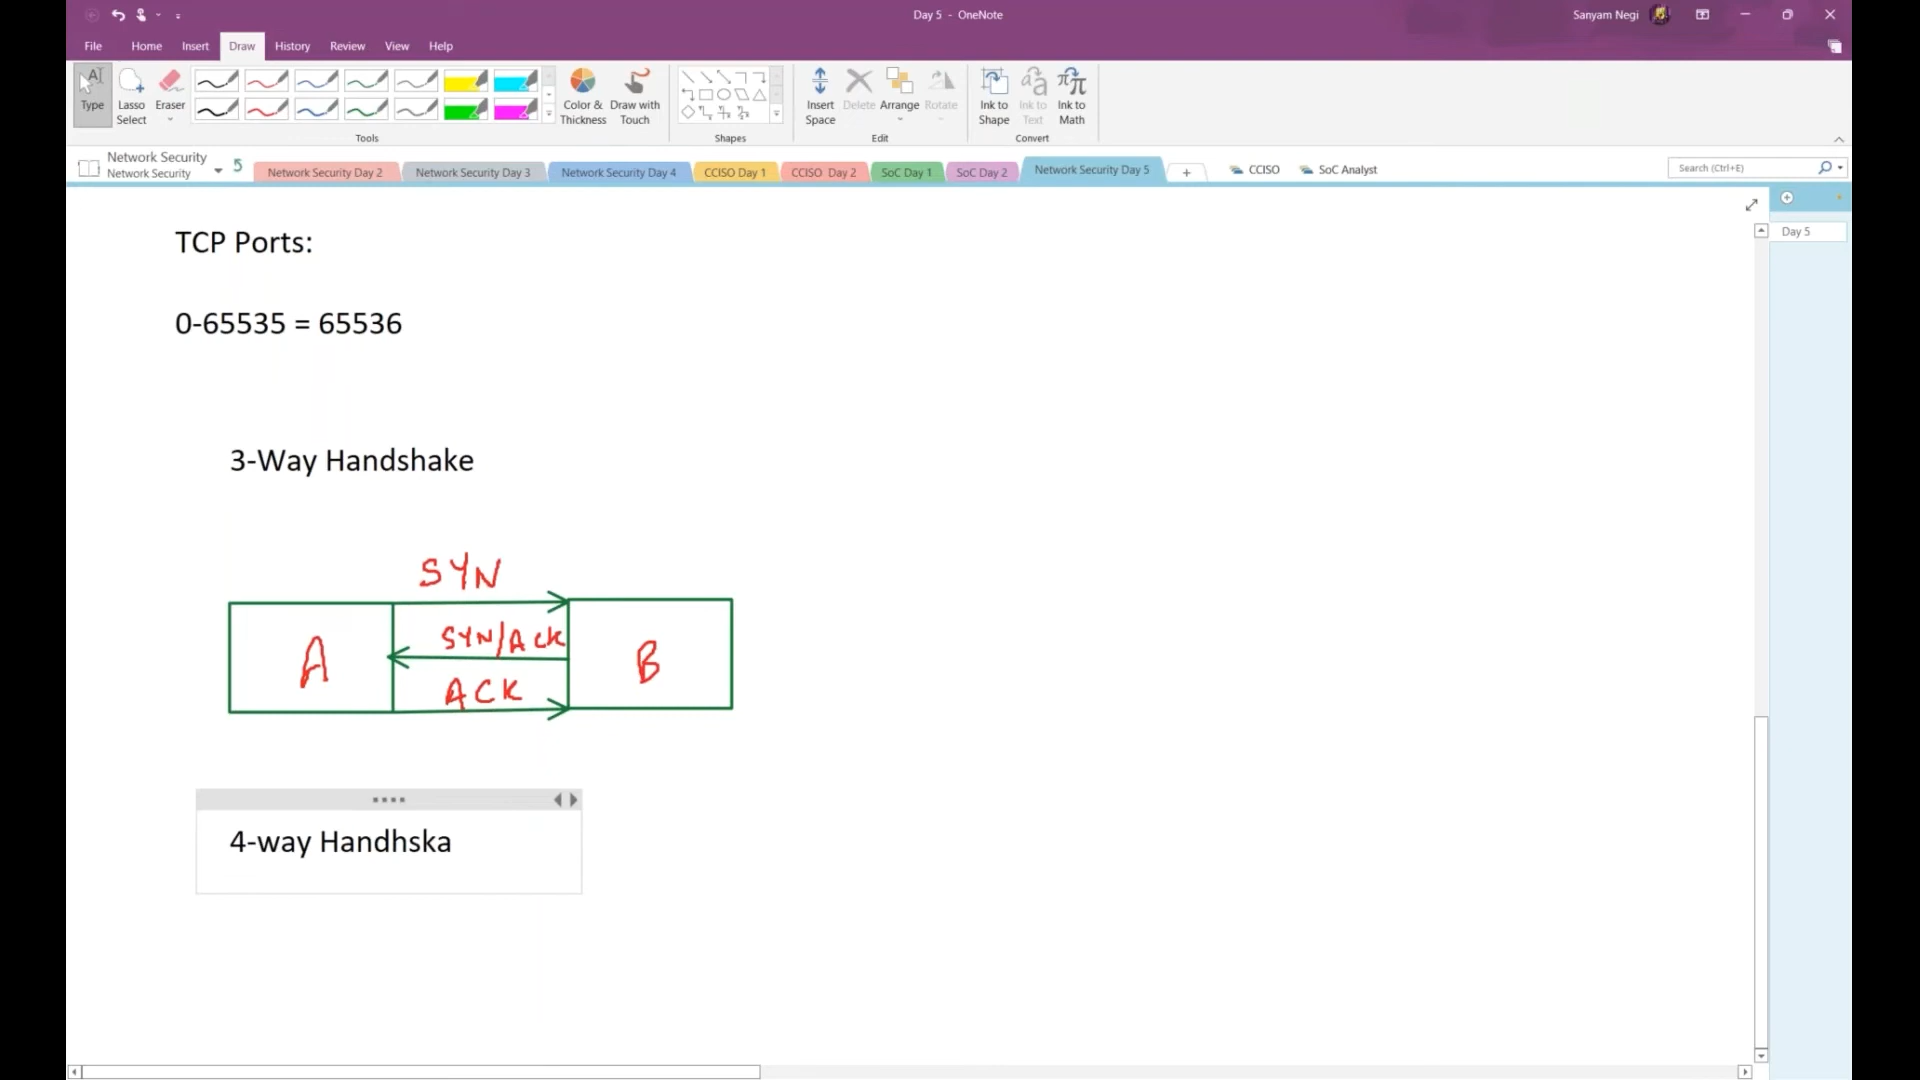 Day 5 - OneNote
Sanyam Negi
File Home Insert Draw History Review View Help
Type
Lasso Select
Eraser
Color & Thickness
Draw with Touch
Insert Space
Delete
Arrange
Rotate
Ink to Shape
Ink to Text
Ink to Math
Tools
Shapes
Edit
Convert
Network Security
Network Security
Network Security Day 2
Network Security Day 3
Network Security Day 4
CCISO Day 1
CCISO Day 2
SoC Day 1
SoC Day 2
Network Security Day 5
CCISO
SoC Analyst
Search (Ctrl+E)
Day 5
TCP Ports:
0-65535 = 65536
3-Way Handshake
SYN
SYN/ACK
A
B
ACK
4-way Handhska